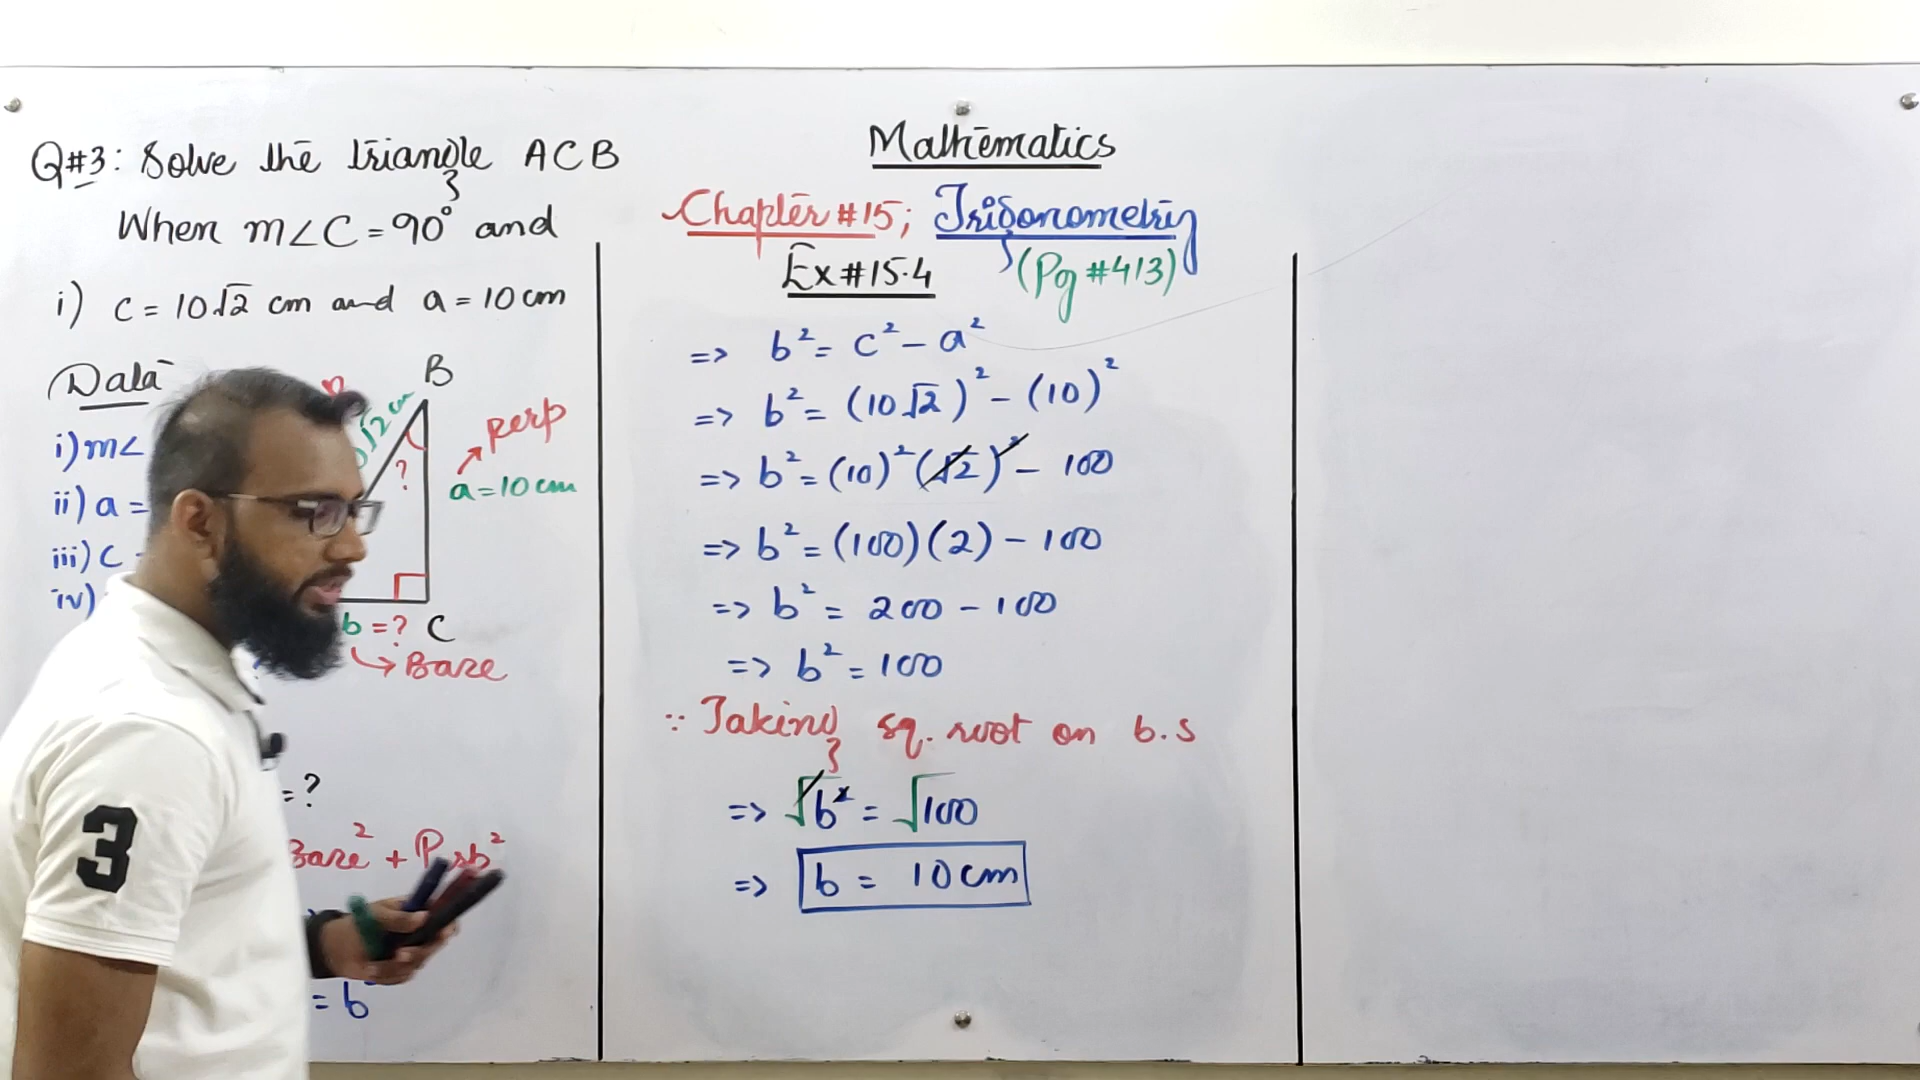 Q#3: Solve the triangle ACB
When m∠C = 90° and
i) c = 10√2 cm and a = 10 cm
Data
i) m∠
ii) a =
iii) C
iv)
B
√2 cm
?
perp
a = 10 cm
b = ? C
Base
= ?
Base² + P
= b
3
Mathematics
Chapter #15; Trigonometry
Ex #15.4 (Pg #413)
=> b² = c² - a²
=> b² = (10√2)² - (10)²
=> b² = (10)² (√2)² - 100
=> b² = (100)(2) - 100
=> b² = 200 - 100
=> b² = 100
∵ Taking sq. root on b.s
=> √b² = √100
=> b = 10 cm